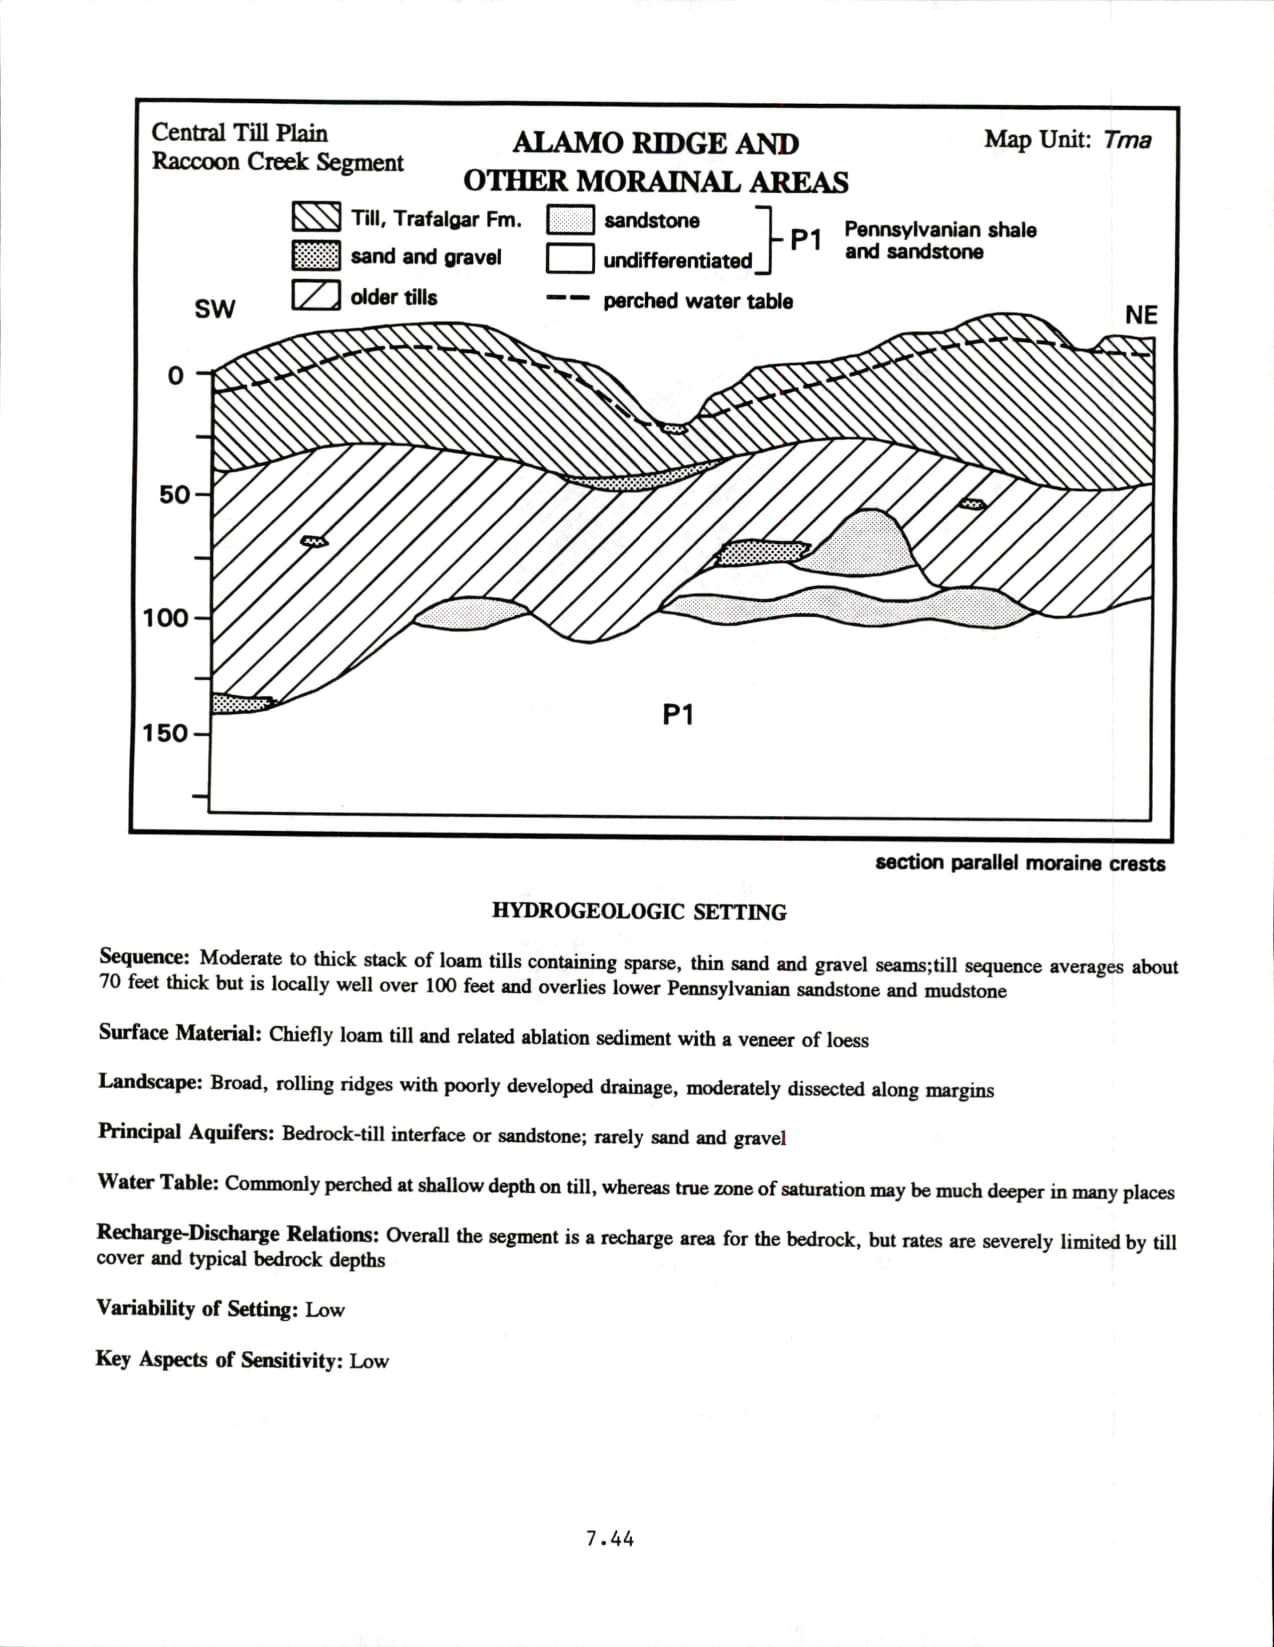 Central Till Plain
Raccoon Creek Segment
ALAMO RIDGE AND
OTHER MORAINAL AREAS
Map Unit: Tma
Till, Trafalgar Fm.
sand and gravel
older tills
sandstone
undifferentiated
P1
Pennsylvanian shale
and sandstone
perched water table
SW
NE
0
50
100
150
P1
section parallel moraine crests
HYDROGEOLOGIC SETTING
Sequence: Moderate to thick stack of loam tills containing sparse, thin sand and gravel seams;till sequence averages about
70 feet thick but is locally well over 100 feet and overlies lower Pennsylvanian sandstone and mudstone
Surface Material: Chiefly loam till and related ablation sediment with a veneer of loess
Landscape: Broad, rolling ridges with poorly developed drainage, moderately dissected along margins
Principal Aquifers: Bedrock-till interface or sandstone; rarely sand and gravel
Water Table: Commonly perched at shallow depth on till, whereas true zone of saturation may be much deeper in many places
Recharge-Discharge Relations: Overall the segment is a recharge area for the bedrock, but rates are severely limited by till
cover and typical bedrock depths
Variability of Setting: Low
Key Aspects of Sensitivity: Low
7.44